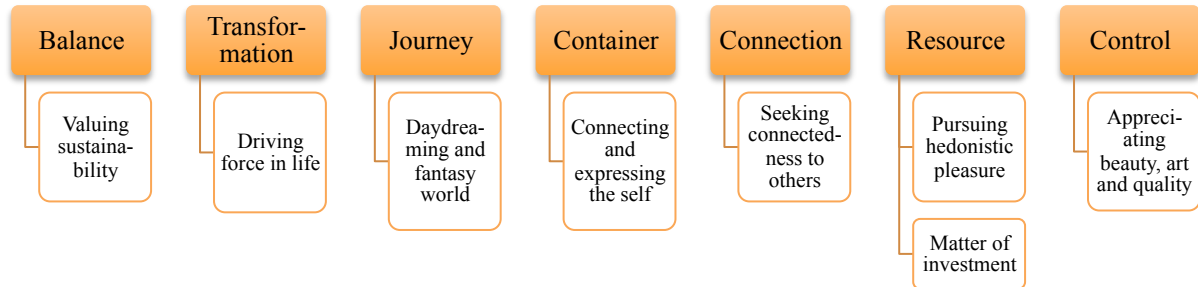 Balance
Valuing
sustaina-
bility
Transfor-
mation
Driving
force in life
Journey
Daydrea-
ming and
fantasy
world
Container
Connecting
and
expressing
the self
Connection
Seeking
connected-
ness to
others
Resource
Pursuing
hedonistic
pleasure
Matter of
investment
Control
Appreci-
ating
beauty, art
and quality